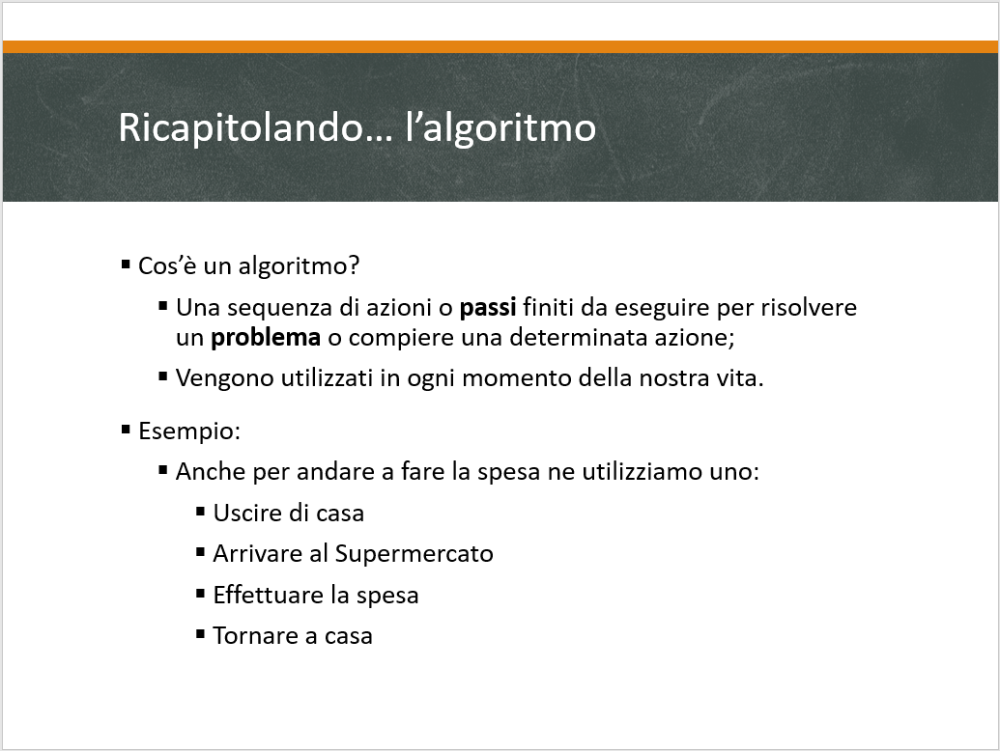 Ricapitolando… l’algoritmo
▪ Cos’è un algoritmo?
▪ Una sequenza di azioni o passi finiti da eseguire per risolvere
un problema o compiere una determinata azione;
▪ Vengono utilizzati in ogni momento della nostra vita.
▪ Esempio:
▪ Anche per andare a fare la spesa ne utilizziamo uno:
▪ Uscire di casa
▪ Arrivare al Supermercato
▪ Effettuare la spesa
▪ Tornare a casa